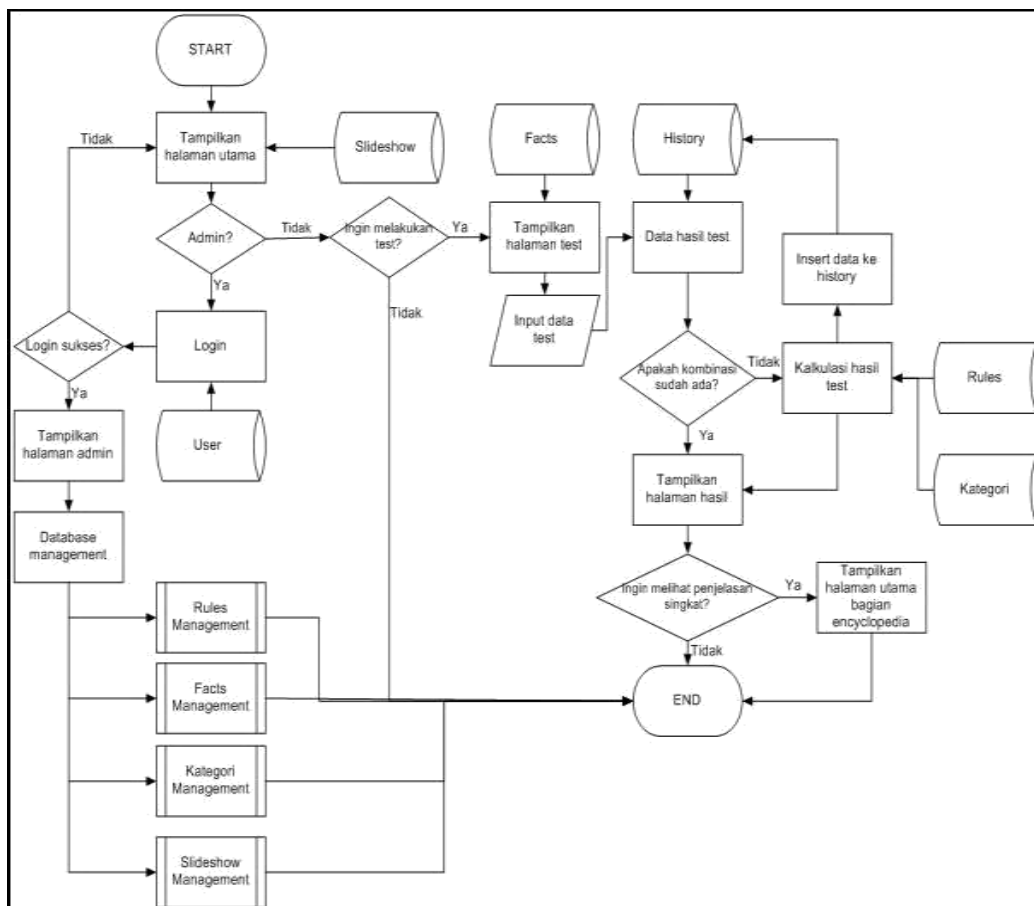 START
Tampilkan
halaman utama
Slideshow
Facts
History
Tidak
Admin?
Tidak
Ingin melakukan
test?
Ya
Tampilkan
halaman test
Data hasil test
Insert data ke
history
Ya
Tidak
Input data
test
Login sukses?
Login
Apakah kombinasi
sudah ada?
Tidak
Kalkulasi hasil
test
Rules
Ya
Ya
Tampilkan
halaman admin
User
Tampilkan
halaman hasil
Kategori
Database
management
Ingin melihat penjelasan
singkat?
Ya
Tampilkan
halaman utama
bagian
encyclopedia
Tidak
Rules
Management
Facts
Management
END
Kategori
Management
Slideshow
Management